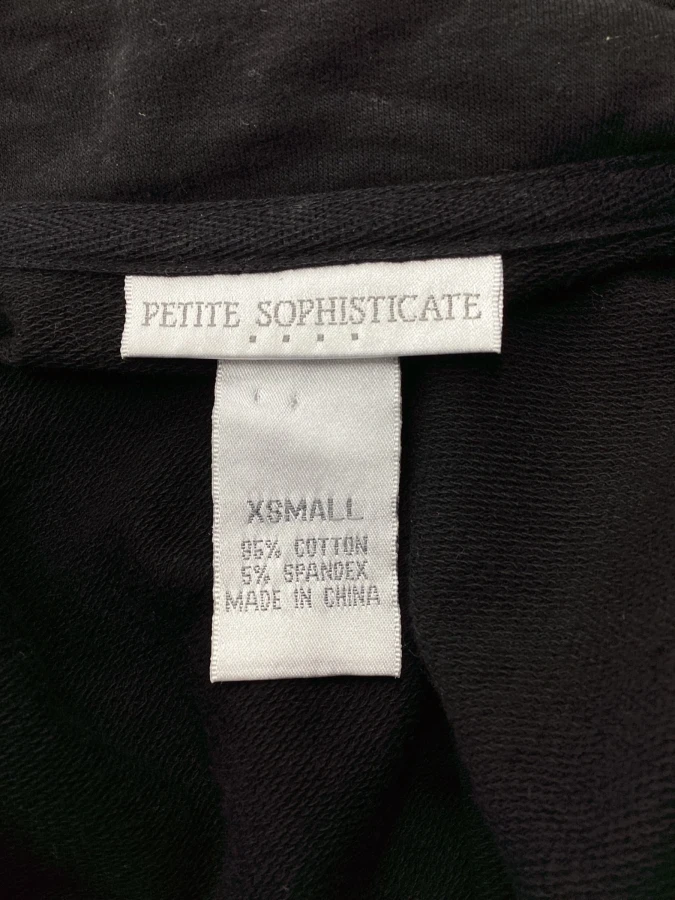 PETITE SOPHISTICATE
XSMALL
95% COTTON
5% SPANDEX
MADE IN CHINA